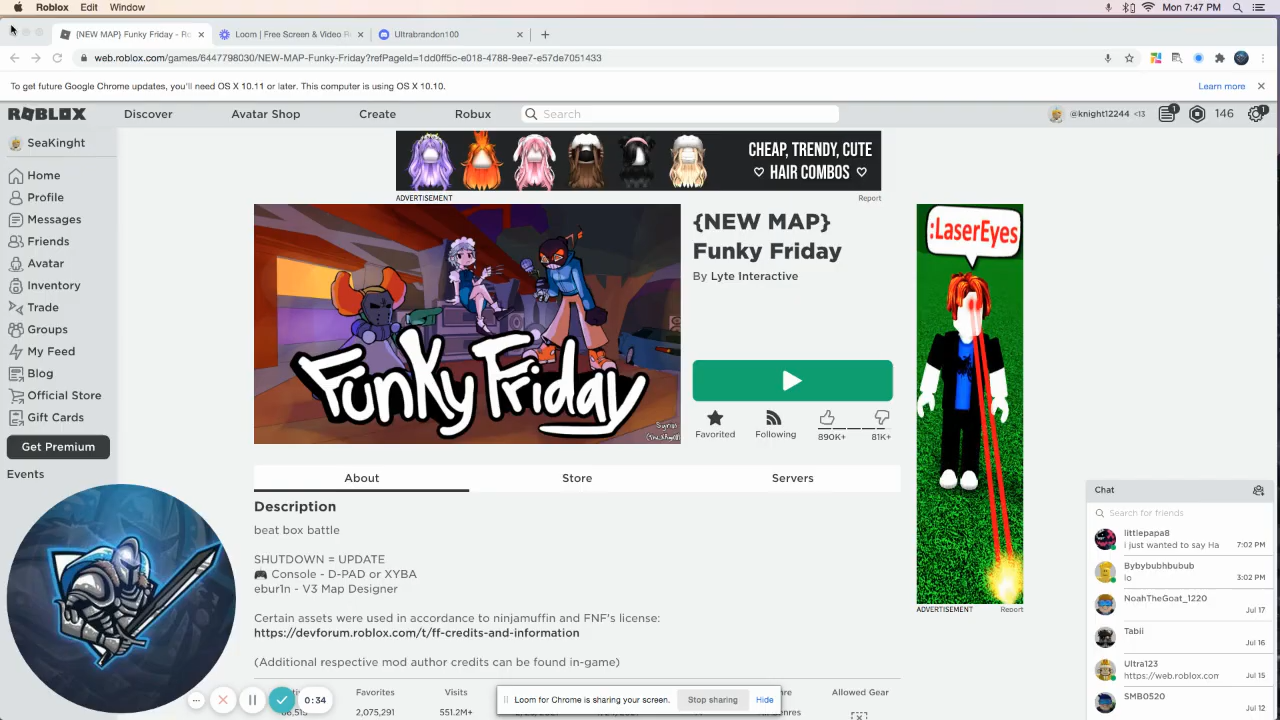 Roblox Edit Window
Mon 7:47 PM
{NEW MAP} Funky Friday - Ro
Loom | Free Screen & Video R
Ultrabrandon100
web.roblox.com/games/6447798030/NEW-MAP-Funky-Friday?refPageId=1dd0ff5c-e018-4788-9ee7-e57de7051433
To get future Google Chrome updates, you'll need OS X 10.11 or later. This computer is using OS X 10.10.
Learn more
ROBLOX
Discover
Avatar Shop
Create
Robux
Search
@knight12244 <13
1
146
1
SeaKinght
Home
Profile
Messages
Friends
Avatar
Inventory
Trade
Groups
My Feed
Blog
Official Store
Gift Cards
Get Premium
Events
CHEAP, TRENDY, CUTE
♡ HAIR COMBOS ♡
ADVERTISEMENT
Report
Funky Friday
{NEW MAP}
Funky Friday
By Lyte Interactive
Favorited
Following
890K+
81K+
:LaserEyes
ADVERTISEMENT
Report
About
Store
Servers
Description
beat box battle
SHUTDOWN = UPDATE
🎮 Console - D-PAD or XYBA
ebur1n - V3 Map Designer
Certain assets were used in accordance to ninjamuffin and FNF's license:
https://devforum.roblox.com/t/ff-credits-and-information
(Additional respective mod author credits can be found in-game)
Favorites
Visits
Allowed Gear
2,075,291
551.2M+
0:34
Loom for Chrome is sharing your screen.
Stop sharing
Hide
Chat
Search for friends
littlepapa8
i just wanted to say Ha
7:02 PM
Bybybubhbubub
lo
3:02 PM
NoahTheGoat_1220
Jul 17
Tabii
Jul 16
Ultra123
https://web.roblox.com
Jul 15
SMB0520
Jul 12